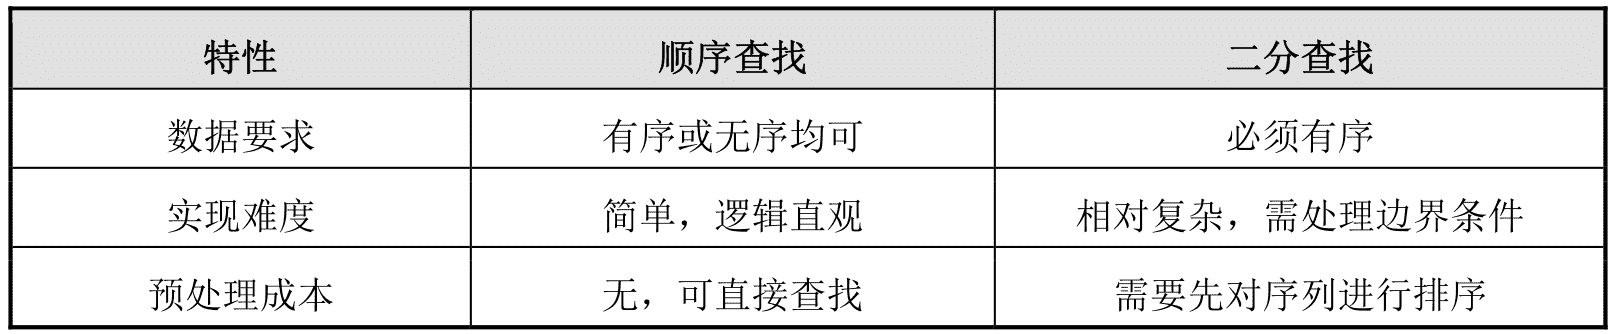 特性 顺序查找 二分查找
数据要求 有序或无序均可 必须有序
实现难度 简单，逻辑直观 相对复杂，需处理边界条件
预处理成本 无，可直接查找 需要先对序列进行排序